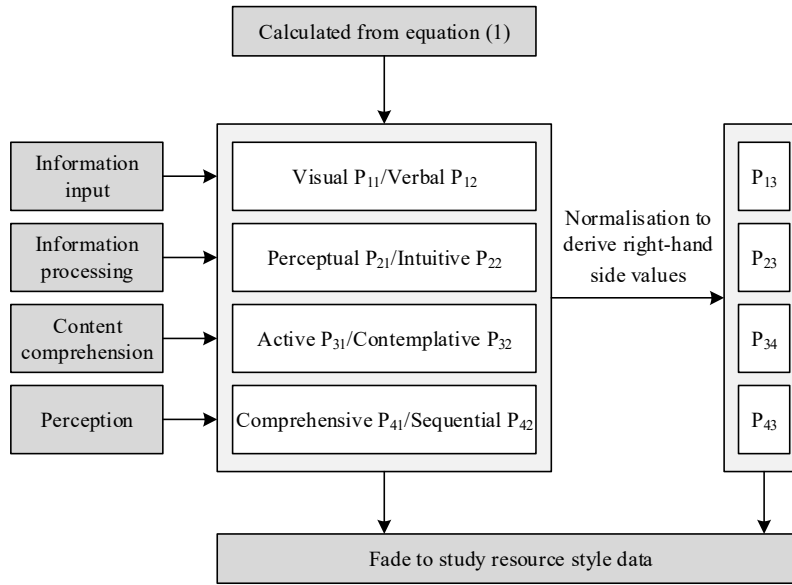 Calculated from equation (1)
Information
input
Visual P₁₁/Verbal P₁₂
Information
processing
Perceptual P₂₁/Intuitive P₂₂
Content
comprehension
Active P₃₁/Contemplative P₃₂
Perception
Comprehensive P₄₁/Sequential P₄₂
Normalisation to
derive right-hand
side values
P₁₃
P₂₃
P₃₄
P₄₃
Fade to study resource style data